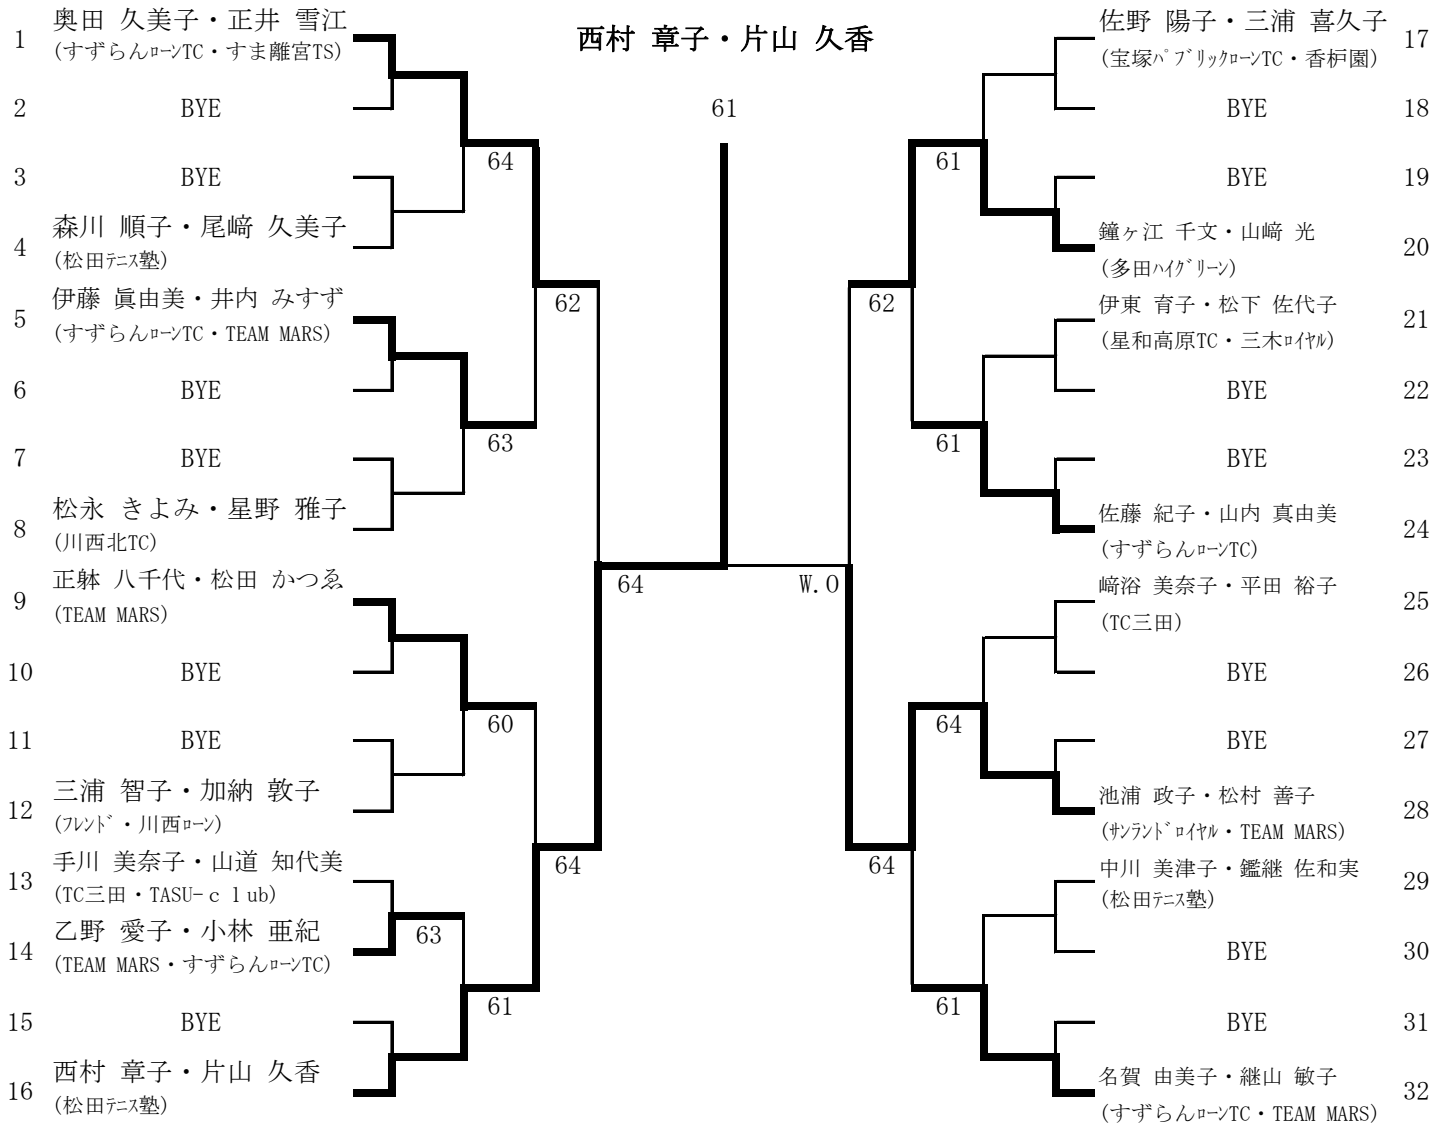 西村 章子・片山 久香
61
1 奥田 久美子・正井 雪江
(すずらんﾛｰﾝTC・すま離宮TS)
2 BYE
64
3 BYE
4 森川 順子・尾﨑 久美子
(松田ﾃﾆｽ塾)
62
5 伊藤 眞由美・井内 みすず
(すずらんﾛｰﾝTC・TEAM MARS)
6 BYE
63
7 BYE
8 松永 きよみ・星野 雅子
(川西北TC)
64
9 正躰 八千代・松田 かつゑ
(TEAM MARS)
10 BYE
60
11 BYE
12 三浦 智子・加納 敦子
(ﾌﾚﾝﾄﾞ・川西ﾛｰﾝ)
64
13 手川 美奈子・山道 知代美
(TC三田・TASU-ｃｌub)
63
14 乙野 愛子・小林 亜紀
(TEAM MARS・すずらんﾛｰﾝTC)
61
15 BYE
16 西村 章子・片山 久香
(松田ﾃﾆｽ塾)
佐野 陽子・三浦 喜久子 17
(宝塚ﾊﾟﾌﾞﾘｯｸﾛｰﾝTC・香枦園)
BYE 18
61
BYE 19
鐘ヶ江 千文・山﨑 光 20
(多田ﾊｲｸﾞﾘｰﾝ)
62
伊東 育子・松下 佐代子 21
(星和高原TC・三木ﾛｲﾔﾙ)
BYE 22
61
BYE 23
佐藤 紀子・山内 真由美 24
(すずらんﾛｰﾝTC)
W.O
﨑浴 美奈子・平田 裕子 25
(TC三田)
BYE 26
64
BYE 27
池浦 政子・松村 善子 28
(ｻﾝﾗﾝﾄﾞﾛｲﾔﾙ・TEAM MARS)
64
中川 美津子・鑑継 佐和実 29
(松田ﾃﾆｽ塾)
BYE 30
61
BYE 31
名賀 由美子・継山 敏子 32
(すずらんﾛｰﾝTC・TEAM MARS)